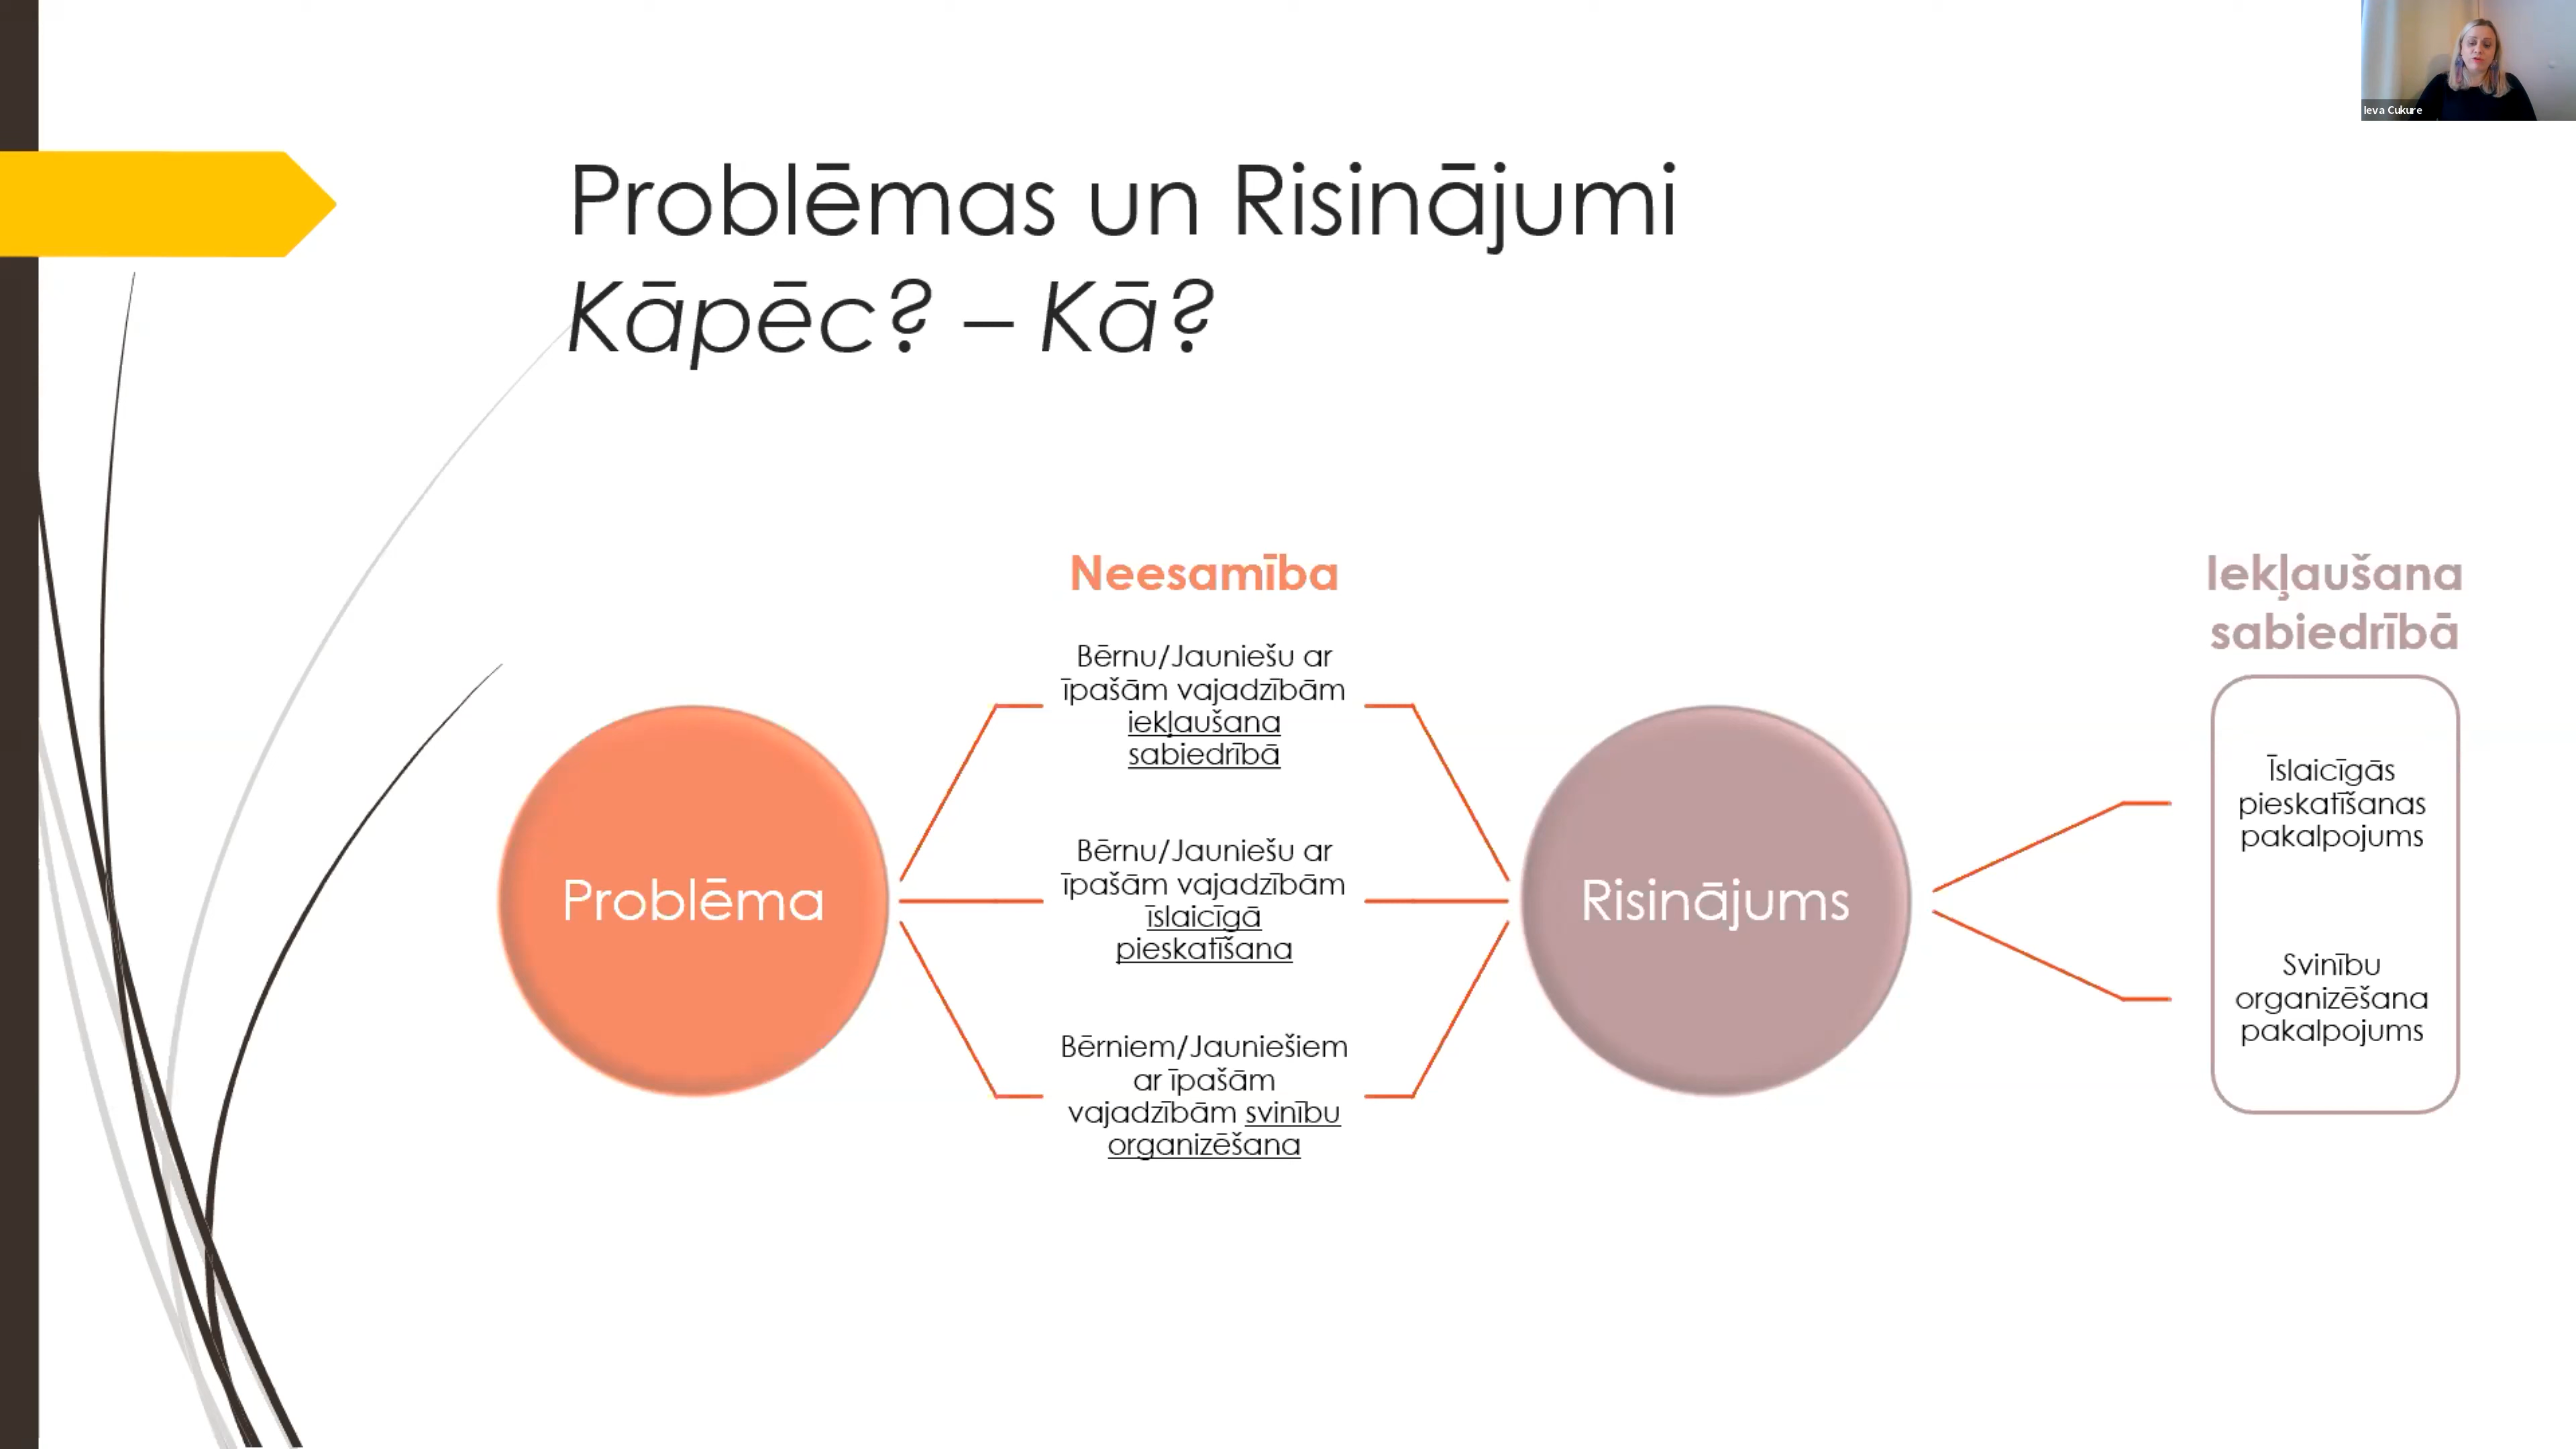 Ieva Cukure
Problēmas un Risinājumi
Kāpēc? – Kā?
Problēma
Neesamība
Bērnu/Jauniešu ar
īpašām vajadzībām
iekļaušana
sabiedrībā
Bērnu/Jauniešu ar
īpašām vajadzībām
īslaicīgā
pieskatīšana
Bērniem/Jauniešiem
ar īpašām
vajadzībām svinību
organizēšana
Risinājums
Iekļaušana
sabiedrībā
Īslaicīgās
pieskatīšanas
pakalpojums
Svinību
organizēšana
pakalpojums